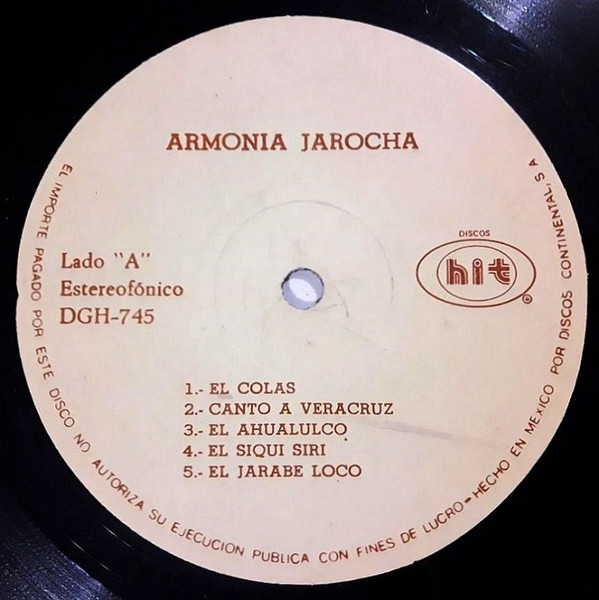 ARMONIA JAROCHA
Lado "A"
Estereofónico
DGH-745
DISCOS
hit
®
1.- EL COLAS
2.- CANTO A VERACRUZ
3.- EL AHUALULCO
4.- EL SIQUI SIRI
5.- EL JARABE LOCO
EL IMPORTE PAGADO POR ESTE DISCO NO AUTORIZA SU EJECUCION PUBLICA CON FINES DE LUCRO-HECHO EN MEXICO POR DISCOS CONTINENTAL, S A